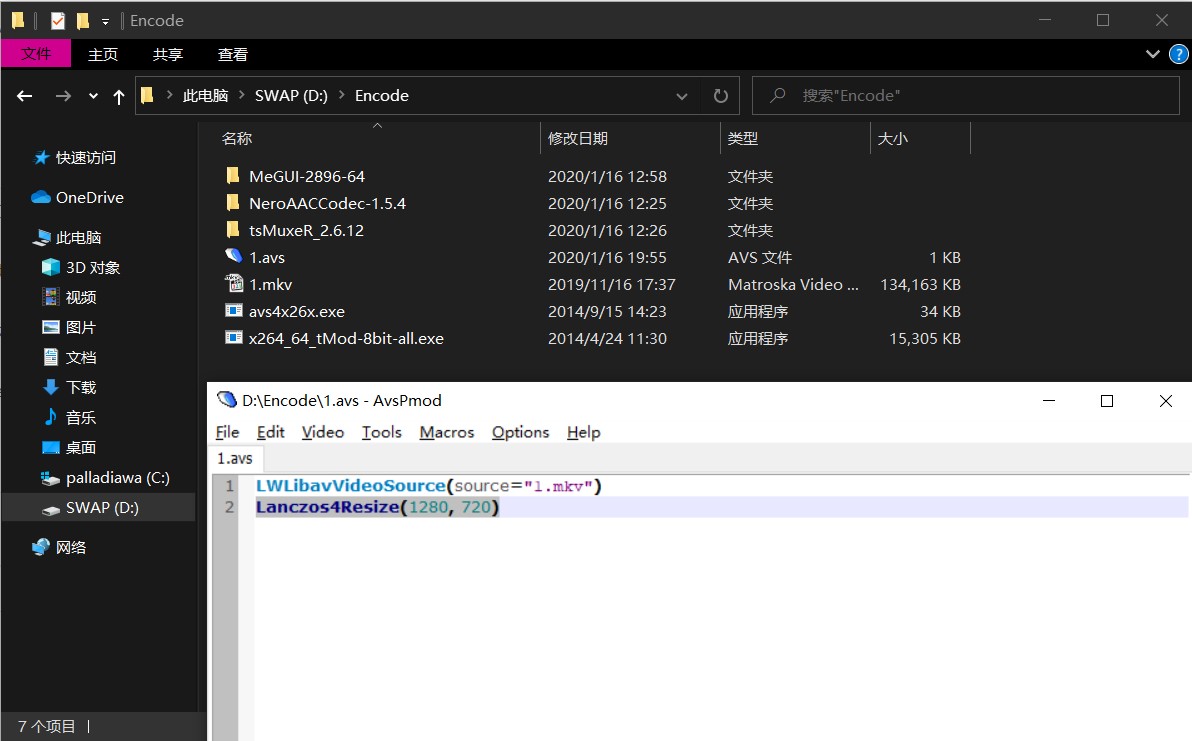 Encode
文件 主页 共享 查看
此电脑 SWAP (D:) Encode 搜索"Encode"
名称 修改日期 类型 大小
快速访问
OneDrive
此电脑
3D 对象
视频
图片
文档
下载
音乐
桌面
palladiawa (C:)
SWAP (D:)
网络
MeGUI-2896-64 2020/1/16 12:58 文件夹
NeroAACCodec-1.5.4 2020/1/16 12:25 文件夹
tsMuxeR_2.6.12 2020/1/16 12:26 文件夹
1.avs 2020/1/16 19:55 AVS 文件 1 KB
1.mkv 2019/11/16 17:37 Matroska Video ... 134,163 KB
avs4x26x.exe 2014/9/15 14:23 应用程序 34 KB
x264_64_tMod-8bit-all.exe 2014/4/24 11:30 应用程序 15,305 KB
D:\Encode\1.avs - AvsPmod
File Edit Video Tools Macros Options Help
1.avs
1 LWLibavVideoSource(source="1.mkv")
2 Lanczos4Resize(1280, 720)
7 个项目